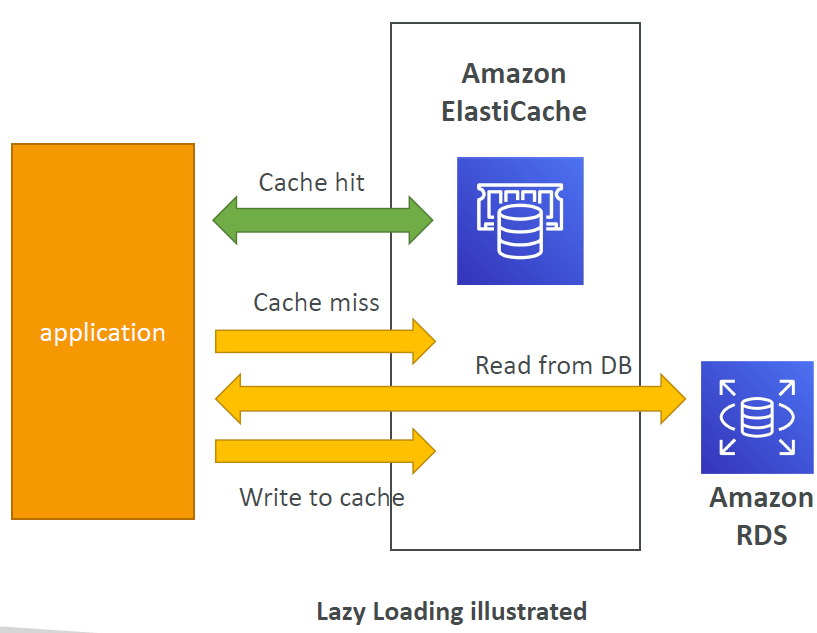 Amazon
ElastiCache
Cache hit
Cache miss
application
Read from DB
Write to cache
Amazon
RDS
Lazy Loading illustrated